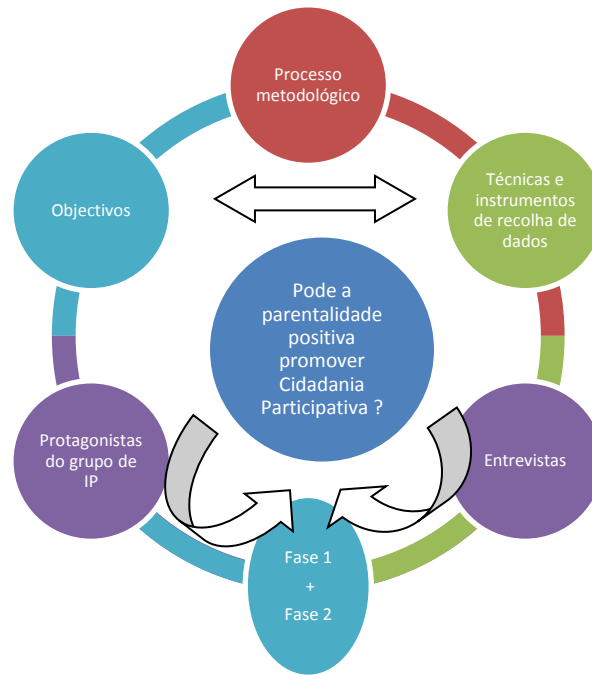 Processo
metodológico
Objectivos
Técnicas e
instrumentos
de recolha de
dados
Pode a
parentalidade
positiva
promover
Cidadania
Participativa ?
Protagonistas
do grupo de
IP
Entrevistas
Fase 1
+
Fase 2